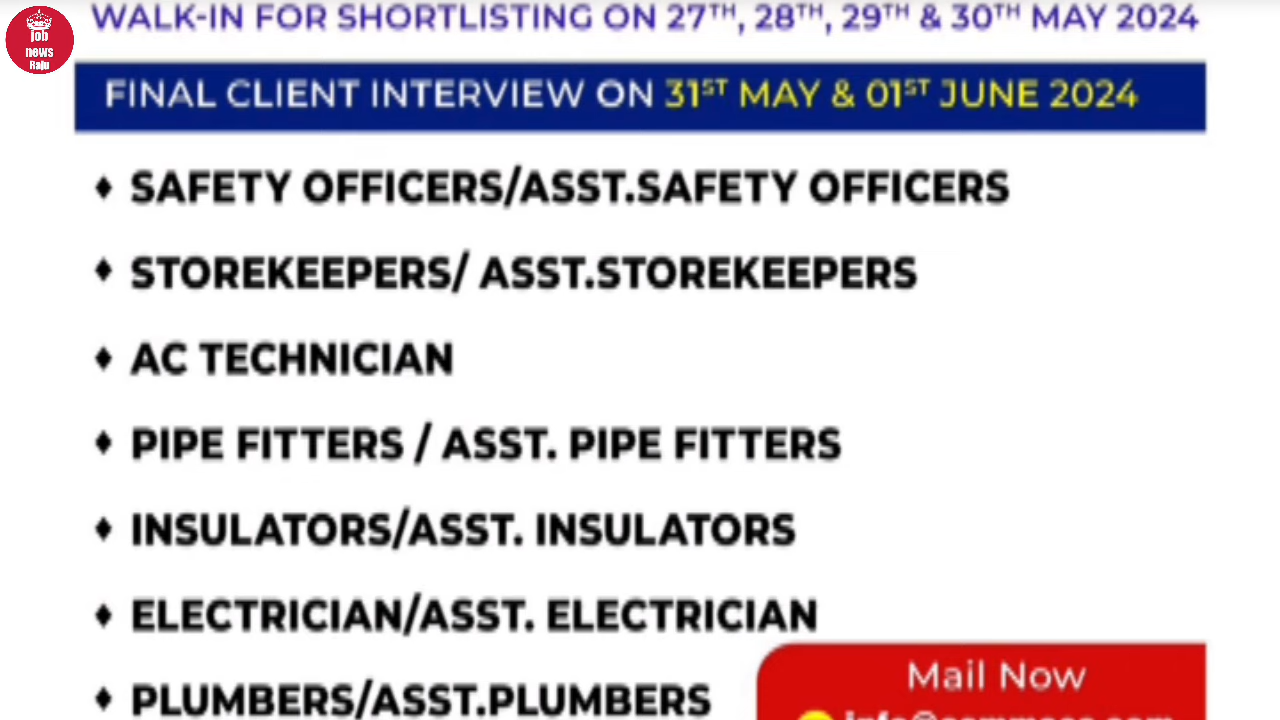 job
news
Raju
WALK-IN FOR SHORTLISTING ON 27TH, 28TH, 29TH & 30TH MAY 2024
FINAL CLIENT INTERVIEW ON 31ST MAY & 01ST JUNE 2024
♦ SAFETY OFFICERS/ASST.SAFETY OFFICERS
♦ STOREKEEPERS/ ASST.STOREKEEPERS
♦ AC TECHNICIAN
♦ PIPE FITTERS / ASST. PIPE FITTERS
♦ INSULATORS/ASST. INSULATORS
♦ ELECTRICIAN/ASST. ELECTRICIAN
♦ PLUMBERS/ASST.PLUMBERS
Mail Now